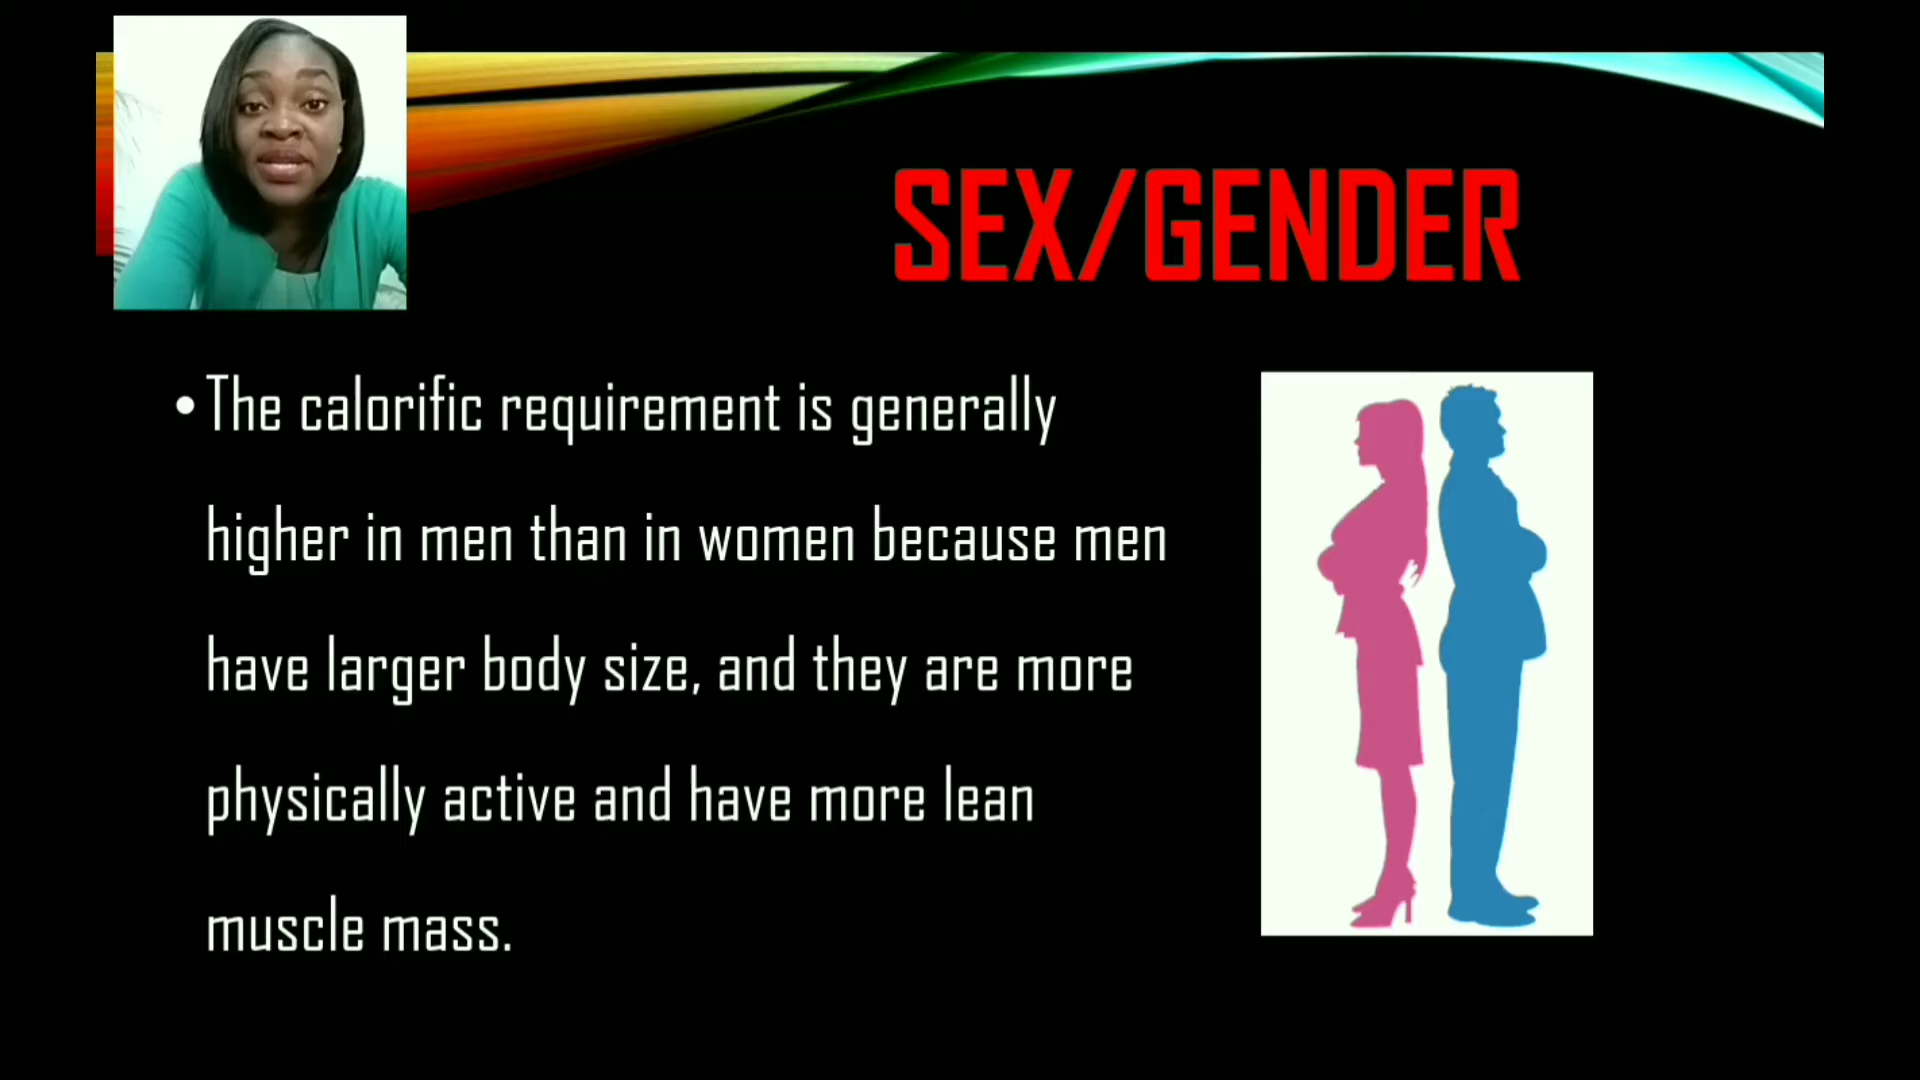 SEX/GENDER
•The calorific requirement is generally
higher in men than in women because men
have larger body size, and they are more
physically active and have more lean
muscle mass.